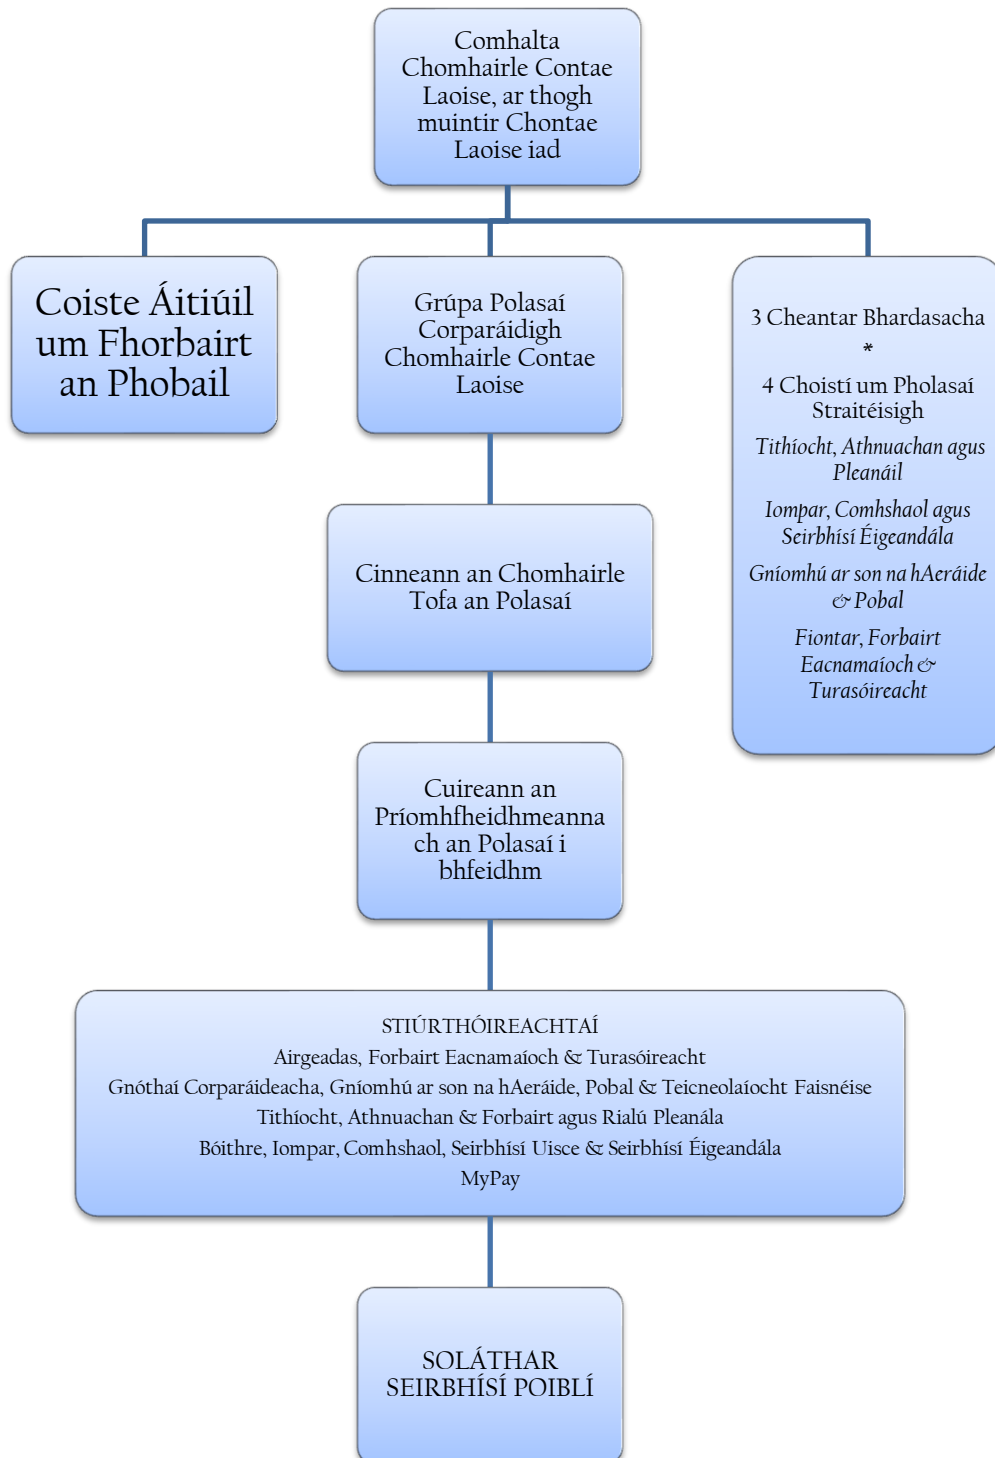 Comhalta
Chomhairle Contae
Laoise, ar thogh
muintir Chontae
Laoise iad
Coiste Áitiúil
um Fhorbairt
an Phobail
Grúpa Polasaí
Corparáidigh
Chomhairle Contae
Laoise
3 Cheantar Bhardasacha
*
4 Choistí um Pholasaí
Straitéisigh
Tithíocht, Athnuachan agus
Pleanáil
Iompar, Comhshaol agus
Seirbhísí Éigeandála
Gníomhú ar son na hAeráide
& Pobal
Fiontar, Forbairt
Eacnamaíoch &
Turasóireacht
Cinneann an Chomhairle
Tofa an Polasaí
Cuireann an
Príomhfheidhmeanna
ch an Polasaí i
bhfeidhm
STIÚRTHÓIREACHTAÍ
Airgeadas, Forbairt Eacnamaíoch & Turasóireacht
Gnóthaí Corparáideacha, Gníomhú ar son na hAeráide, Pobal & Teicneolaíocht Faisnéise
Tithíocht, Athnuachan & Forbairt agus Rialú Pleanála
Bóithre, Iompar, Comhshaol, Seirbhísí Uisce & Seirbhísí Éigeandála
MyPay
SOLÁTHAR
SEIRBHÍSÍ POIBLÍ